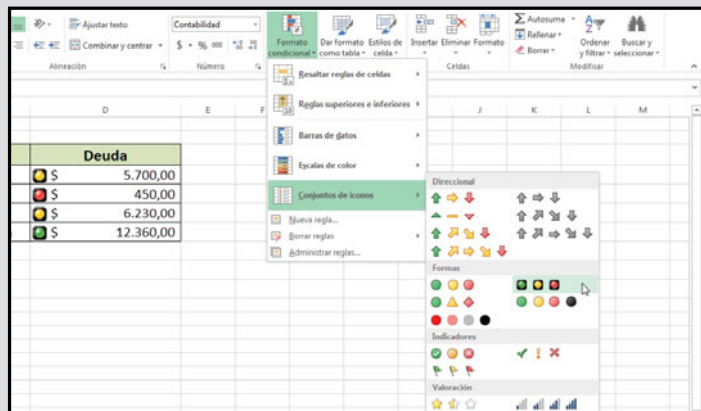 Ajustar texto
Combinar y centrar
Alineación
Contabilidad
$ % 000
Número
Formato condicional
Dar formato como tabla
Estilos de celda
Insertar Eliminar Formato
Celdas
Σ Autosuma
Rellenar
Borrar
Ordenar y filtrar
Buscar y seleccionar
Modificar
Resaltar reglas de celdas
Reglas superiores e inferiores
Barras de datos
Escalas de color
Conjuntos de iconos
Nueva regla...
Borrar reglas
Administrar reglas...
D E F J K L M
Deuda
$ 5.700,00
$ 450,00
$ 6.230,00
$ 12.360,00
Direccional
Formas
Indicadores
Valoración